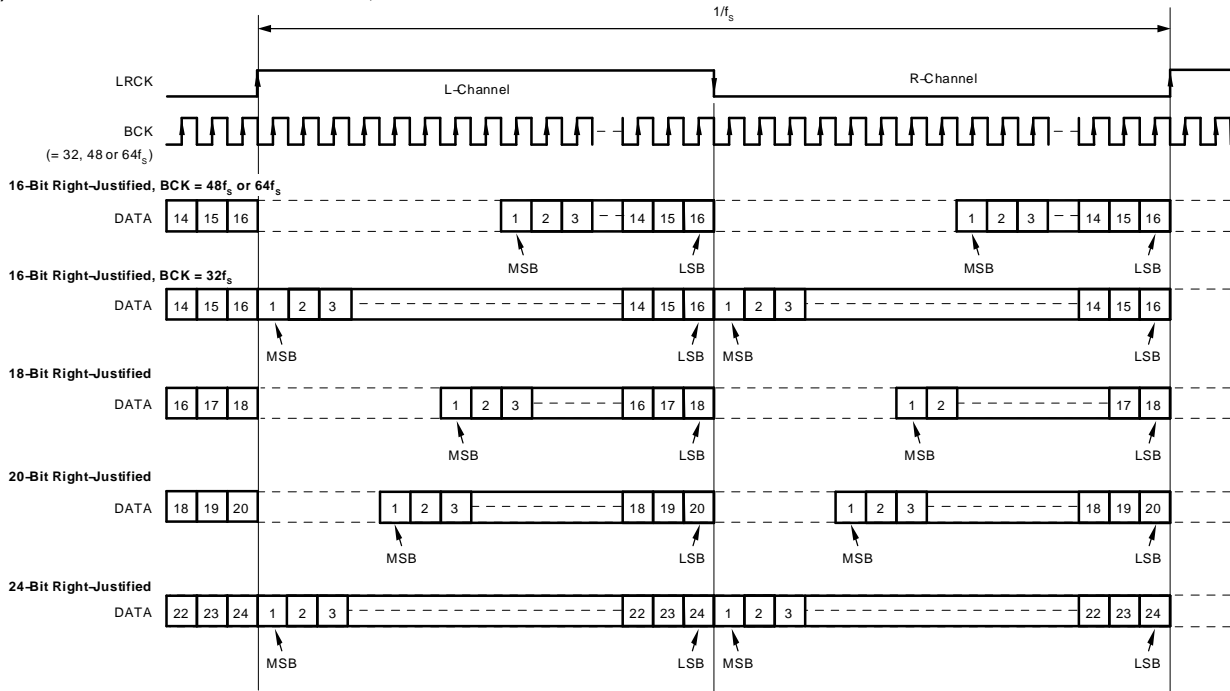 1/fS
LRCK
L-Channel
R-Channel
BCK
(= 32, 48 or 64fS)
16-Bit Right-Justified, BCK = 48fS or 64fS
DATA 14 15 16 1 2 3 14 15 16 1 2 3 14 15 16
MSB LSB MSB LSB
16-Bit Right-Justified, BCK = 32fS
DATA 14 15 16 1 2 3 14 15 16 1 2 3 14 15 16
MSB LSB MSB LSB
18-Bit Right-Justified
DATA 16 17 18 1 2 3 16 17 18 1 2 17 18
MSB LSB MSB LSB
20-Bit Right-Justified
DATA 18 19 20 1 2 3 18 19 20 1 2 3 18 19 20
MSB LSB MSB LSB
24-Bit Right-Justified
DATA 22 23 24 1 2 3 22 23 24 1 2 3 22 23 24
MSB LSB MSB LSB